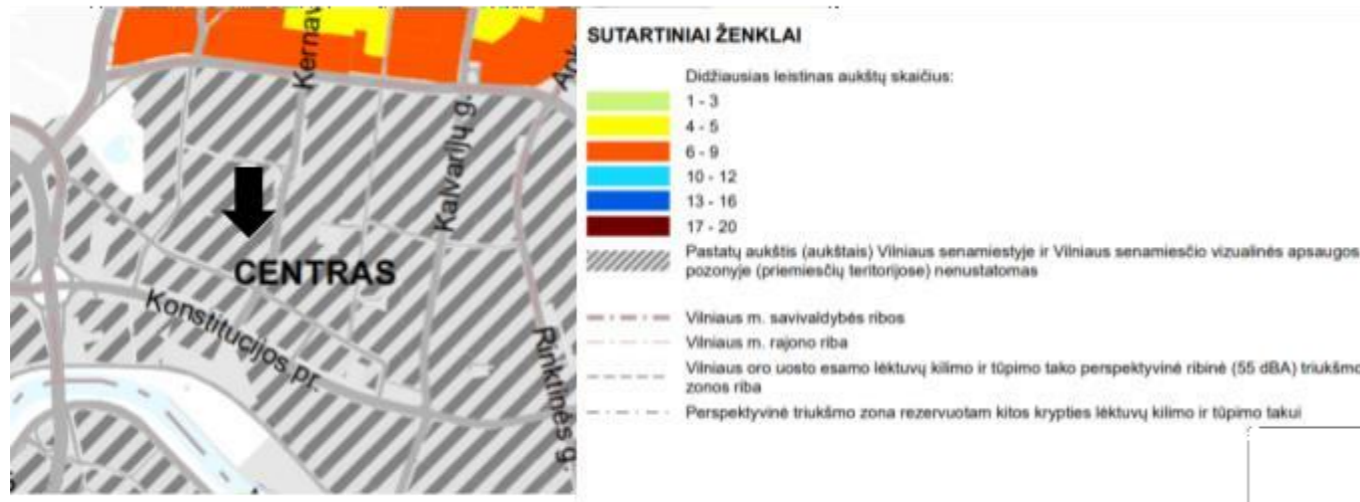 Kernav
Ank
Kalvarijų g.
CENTRAS
Konstitucijos pr.
Rinktinės g.
SUTARTINIAI ŽENKLAI
Didžiausias leistinas aukštų skaičius:
1 - 3
4 - 5
6 - 9
10 - 12
13 - 16
17 - 20
Pastatų aukštis (aukštais) Vilniaus senamiestyje ir Vilniaus senamiesčio vizualinės apsaugos
pozonyje (priemiesčių teritorijose) nenustatomas
Vilniaus m. savivaldybės ribos
Vilniaus m. rajono riba
Vilniaus oro uosto esamo lėktuvų kilimo ir tūpimo tako perspektyvinė ribinė (55 dBA) triukšmo
zonos riba
Perspektyvinė triukšmo zona rezervuotam kitos krypties lėktuvų kilimo ir tūpimo takui